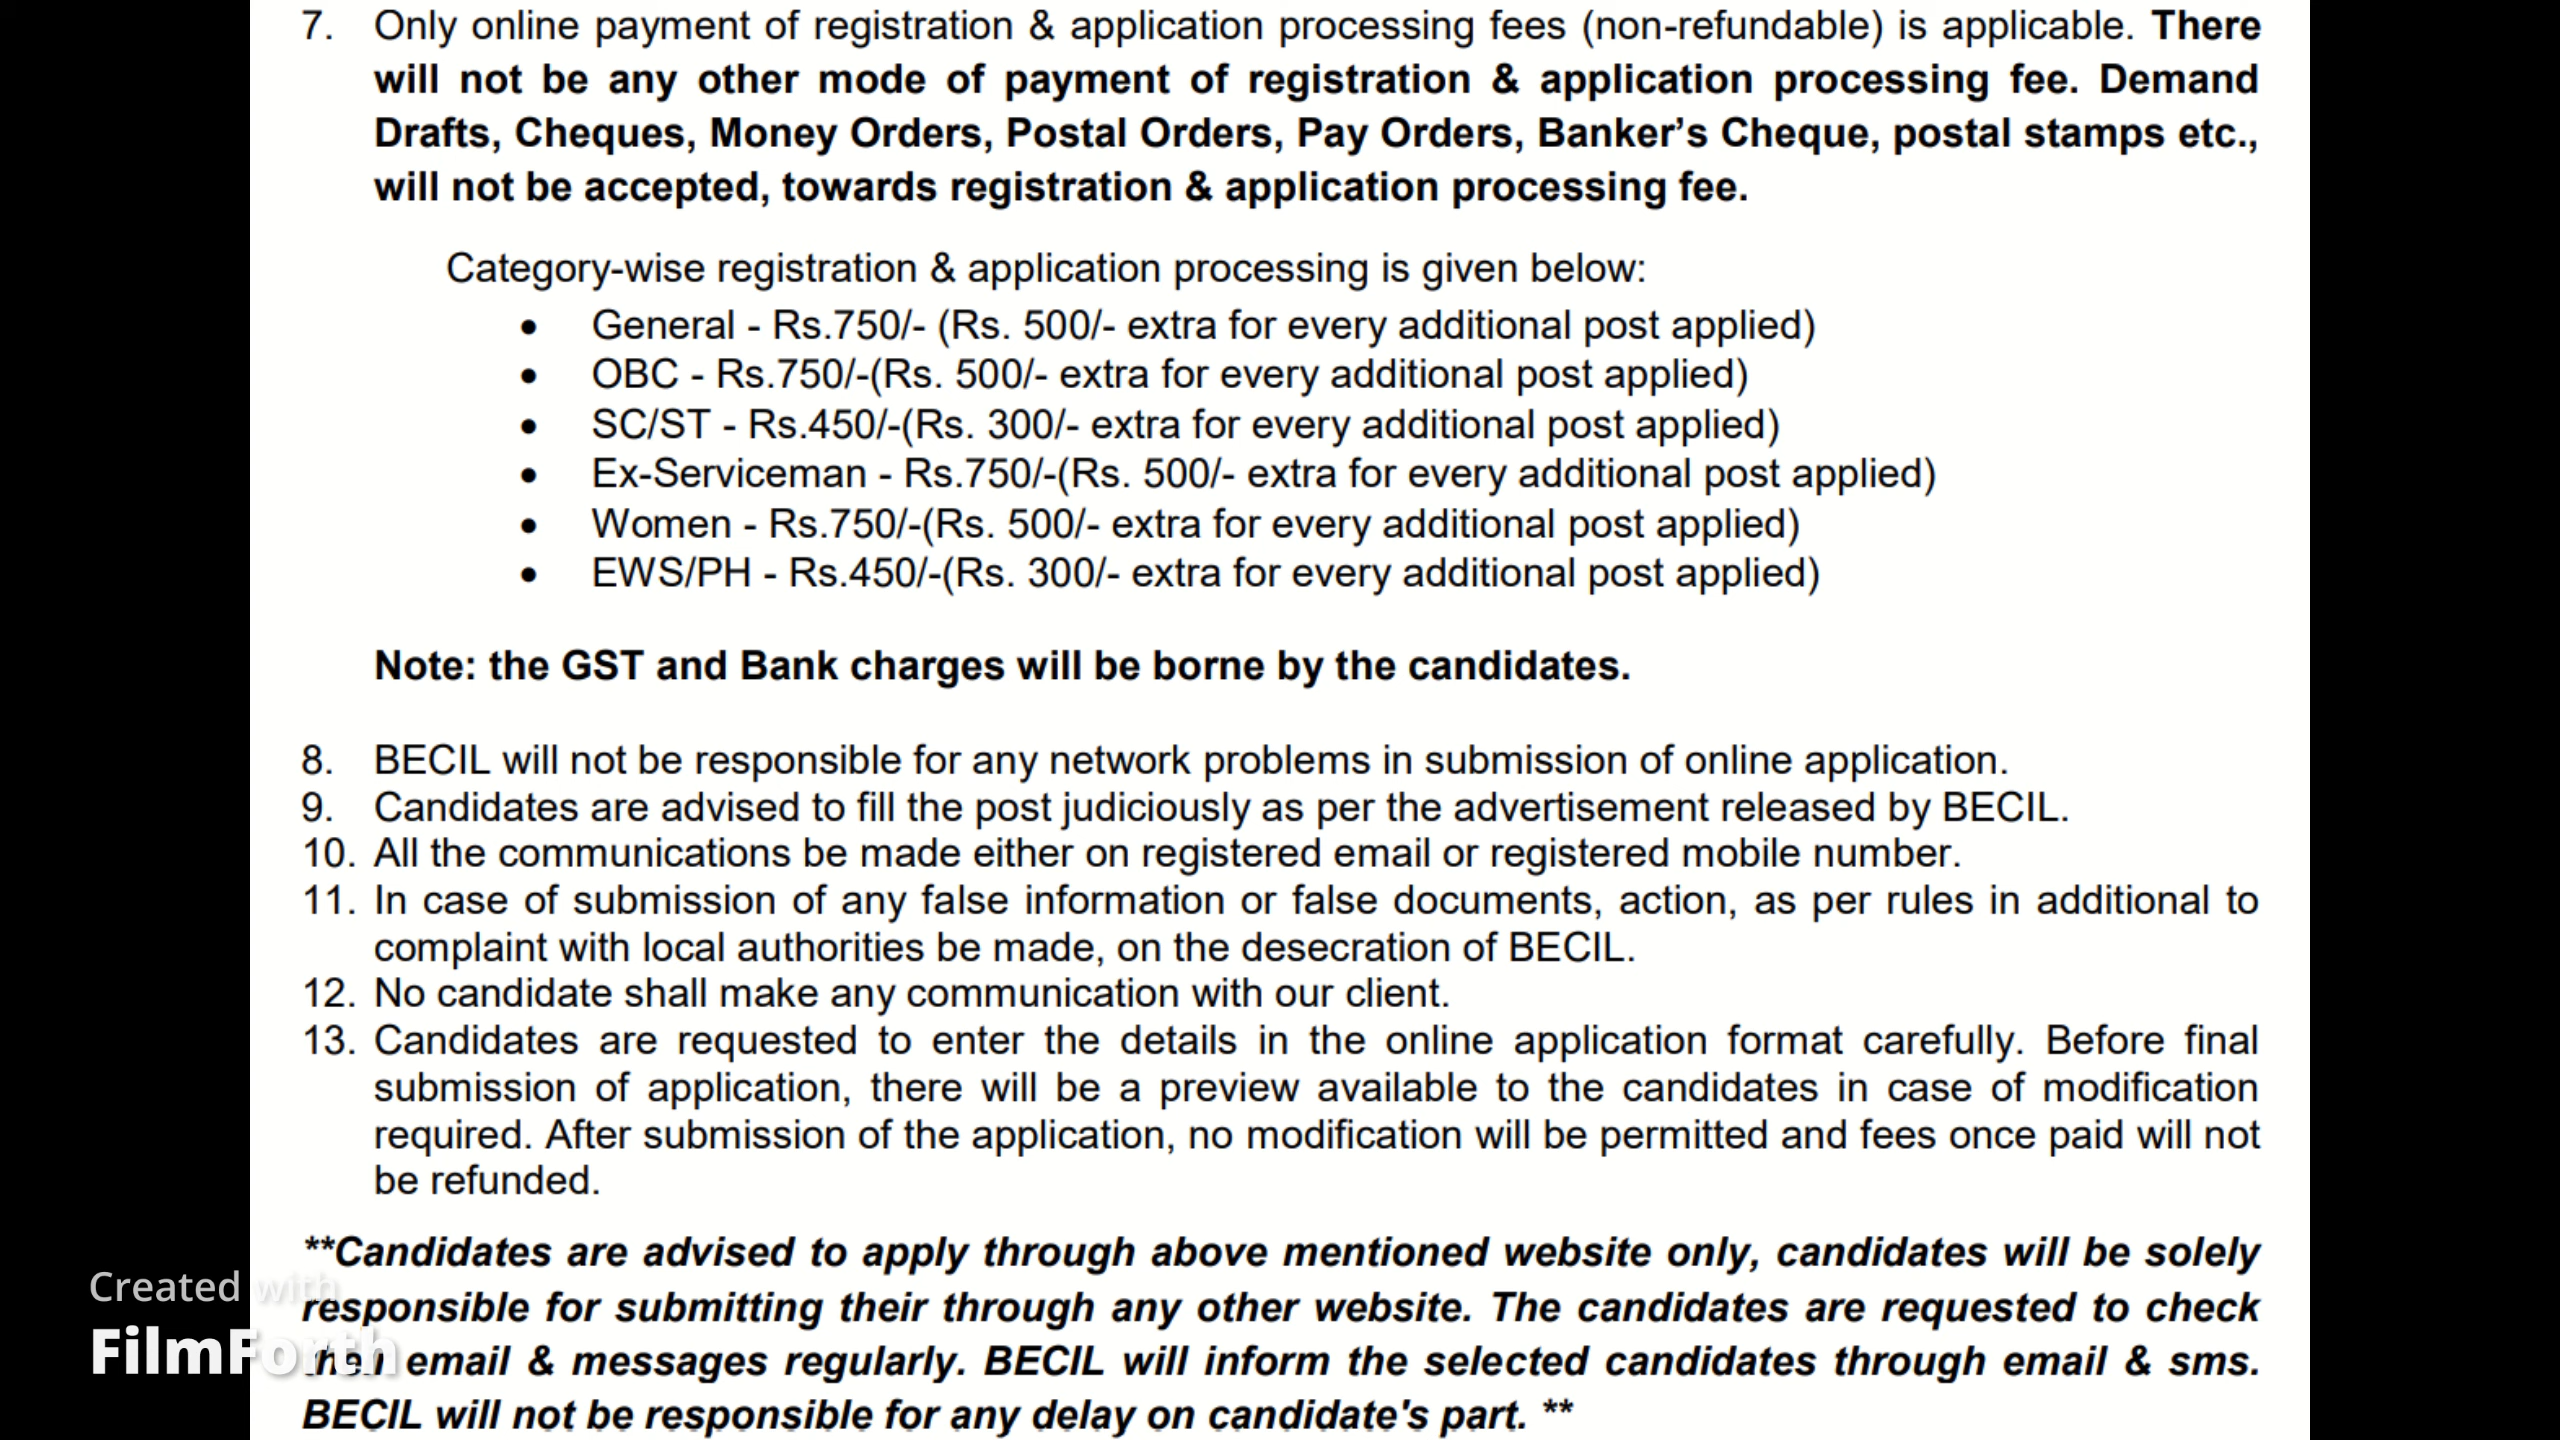 7. Only online payment of registration & application processing fees (non-refundable) is applicable. There
will not be any other mode of payment of registration & application processing fee. Demand
Drafts, Cheques, Money Orders, Postal Orders, Pay Orders, Banker’s Cheque, postal stamps etc.,
will not be accepted, towards registration & application processing fee.
Category-wise registration & application processing is given below:
• General - Rs.750/- (Rs. 500/- extra for every additional post applied)
• OBC - Rs.750/-(Rs. 500/- extra for every additional post applied)
• SC/ST - Rs.450/-(Rs. 300/- extra for every additional post applied)
• Ex-Serviceman - Rs.750/-(Rs. 500/- extra for every additional post applied)
• Women - Rs.750/-(Rs. 500/- extra for every additional post applied)
• EWS/PH - Rs.450/-(Rs. 300/- extra for every additional post applied)
Note: the GST and Bank charges will be borne by the candidates.
8. BECIL will not be responsible for any network problems in submission of online application.
9. Candidates are advised to fill the post judiciously as per the advertisement released by BECIL.
10. All the communications be made either on registered email or registered mobile number.
11. In case of submission of any false information or false documents, action, as per rules in additional to
complaint with local authorities be made, on the desecration of BECIL.
12. No candidate shall make any communication with our client.
13. Candidates are requested to enter the details in the online application format carefully. Before final
submission of application, there will be a preview available to the candidates in case of modification
required. After submission of the application, no modification will be permitted and fees once paid will not
be refunded.
**Candidates are advised to apply through above mentioned website only, candidates will be solely
responsible for submitting their through any other website. The candidates are requested to check
their email & messages regularly. BECIL will inform the selected candidates through email & sms.
BECIL will not be responsible for any delay on candidate's part. **
Created with
FilmForth